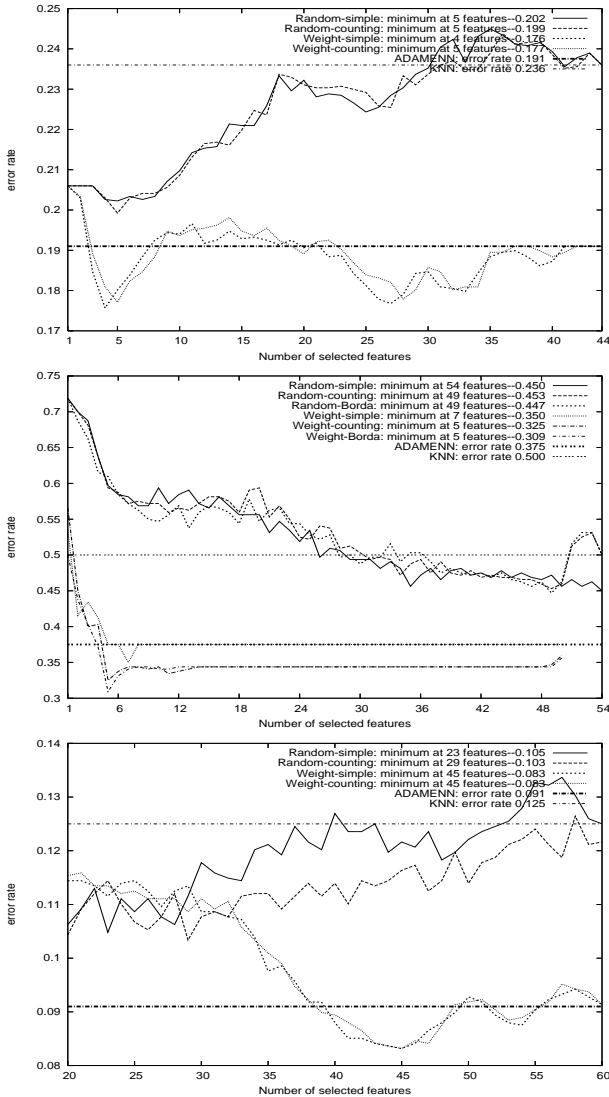 0.25
0.24
0.23
0.22
0.21
0.2
0.19
0.18
0.17
error rate
Random-simple: minimum at 5 features--0.202
Random-counting: minimum at 5 features--0.199
Weight-simple: minimum at 4 features--0.176
Weight-counting: minimum at 5 features--0.177
ADAMENN: error rate 0.191
KNN: error rate 0.236
1 5 10 15 20 25 30 35 40 44
Number of selected features
0.75
0.7
0.65
0.6
0.55
0.5
0.45
0.4
0.35
0.3
error rate
Random-simple: minimum at 54 features--0.450
Random-counting: minimum at 49 features--0.453
Random-Borda: minimum at 49 features--0.447
Weight-simple: minimum at 7 features--0.350
Weight-counting: minimum at 5 features--0.325
Weight-Borda: minimum at 5 features--0.309
ADAMENN: error rate 0.375
KNN: error rate 0.500
1 6 12 18 24 30 36 42 48 54
Number of selected features
0.14
0.13
0.12
0.11
0.1
0.09
0.08
error rate
Random-simple: minimum at 23 features--0.105
Random-counting: minimum at 29 features--0.103
Weight-simple: minimum at 45 features--0.083
Weight-counting: minimum at 45 features--0.083
ADAMENN: error rate 0.091
KNN: error rate 0.125
20 25 30 35 40 45 50 55 60
Number of selected features